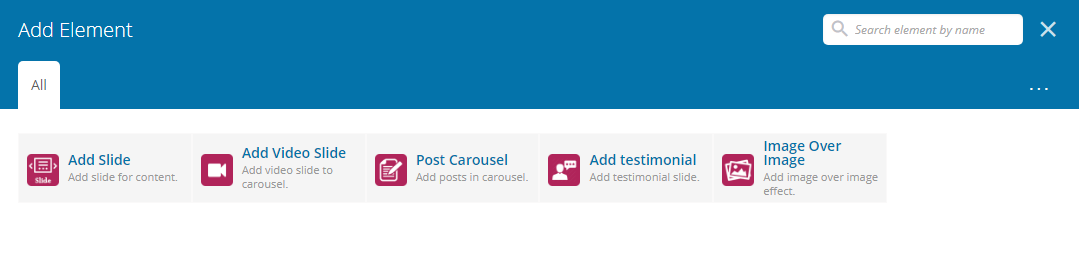 Add Element
Search element by name
All
...
Slide
Add Slide
Add slide for content.
Add Video Slide
Add video slide to
carousel.
Post Carousel
Add posts in carousel.
Add testimonial
Add testimonial slide.
Image Over
Image
Add image over image
effect.